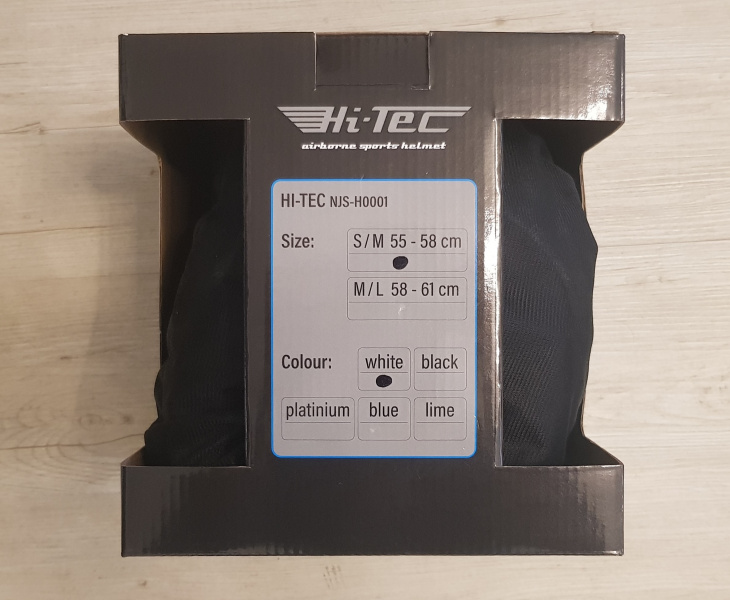 Hi-Tec
airborne sports helmet
HI-TEC NJS-H0001
Size: S/M 55 - 58 cm
M/L 58 - 61 cm
Colour: white black
platinium blue lime